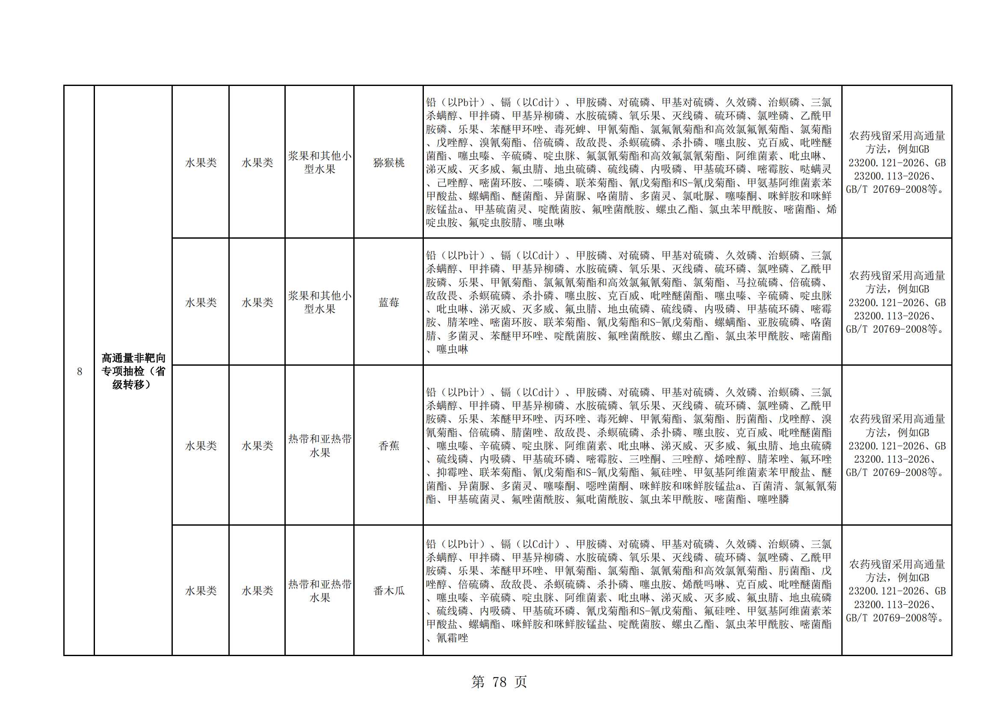 8
高通量非靶向
专项抽检（省
级转移）
水果类
水果类
浆果和其他小
型水果
猕猴桃
铅（以Pb计）、镉（以Cd计）、甲胺磷、对硫磷、甲基对硫磷、久效磷、治螟磷、三氯
杀螨醇、甲拌磷、甲基异柳磷、水胺硫磷、氧乐果、灭线磷、硫环磷、氯唑磷、乙酰甲
胺磷、乐果、苯醚甲环唑、毒死蜱、甲氰菊酯、氯氟氰菊酯和高效氯氟氰菊酯、氯菊酯
、戊唑醇、溴氰菊酯、倍硫磷、敌敌畏、杀螟硫磷、杀扑磷、噻虫胺、克百威、吡唑醚
菌酯、噻虫嗪、辛硫磷、啶虫脒、氟氯氰菊酯和高效氟氯氰菊酯、阿维菌素、吡虫啉、
涕灭威、灭多威、氟虫腈、地虫硫磷、硫线磷、内吸磷、甲基硫环磷、嘧霉胺、哒螨灵
、己唑醇、嘧菌环胺、二嗪磷、联苯菊酯、氰戊菊酯和S-氰戊菊酯、甲氨基阿维菌素苯
甲酸盐、螺螨酯、醚菌酯、异菌脲、咯菌腈、多菌灵、氯吡脲、噻嗪酮、咪鲜胺和咪鲜
胺锰盐a、甲基硫菌灵、啶酰菌胺、氟唑菌酰胺、螺虫乙酯、氯虫苯甲酰胺、嘧菌酯、烯
啶虫胺、氟啶虫胺腈、噻虫啉
农药残留采用高通量
方法，例如GB
23200.121-2026、GB
23200.113-2026、
GB/T 20769-2008等。
水果类
水果类
浆果和其他小
型水果
蓝莓
铅（以Pb计）、镉（以Cd计）、甲胺磷、对硫磷、甲基对硫磷、久效磷、治螟磷、三氯
杀螨醇、甲拌磷、甲基异柳磷、水胺硫磷、氧乐果、灭线磷、硫环磷、氯唑磷、乙酰甲
胺磷、乐果、甲氰菊酯、氯氟氰菊酯和高效氯氟氰菊酯、氯菊酯、马拉硫磷、倍硫磷、
敌敌畏、杀螟硫磷、杀扑磷、噻虫胺、克百威、吡唑醚菌酯、噻虫嗪、辛硫磷、啶虫脒
、吡虫啉、涕灭威、灭多威、氟虫腈、地虫硫磷、硫线磷、内吸磷、甲基硫环磷、嘧霉
胺、腈苯唑、嘧菌环胺、联苯菊酯、氰戊菊酯和S-氰戊菊酯、螺螨酯、亚胺硫磷、咯菌
腈、多菌灵、苯醚甲环唑、啶酰菌胺、氟唑菌酰胺、螺虫乙酯、氯虫苯甲酰胺、嘧菌酯
、噻虫啉
农药残留采用高通量
方法，例如GB
23200.121-2026、GB
23200.113-2026、
GB/T 20769-2008等。
水果类
水果类
热带和亚热带
水果
香蕉
铅（以Pb计）、镉（以Cd计）、甲胺磷、对硫磷、甲基对硫磷、久效磷、治螟磷、三氯
杀螨醇、甲拌磷、甲基异柳磷、水胺硫磷、氧乐果、灭线磷、硫环磷、氯唑磷、乙酰甲
胺磷、乐果、苯醚甲环唑、丙环唑、毒死蜱、甲氰菊酯、氯菊酯、肟菌酯、戊唑醇、溴
氰菊酯、倍硫磷、腈菌唑、敌敌畏、杀螟硫磷、杀扑磷、噻虫胺、克百威、吡唑醚菌酯
、噻虫嗪、辛硫磷、啶虫脒、阿维菌素、吡虫啉、涕灭威、灭多威、氟虫腈、地虫硫磷
、硫线磷、内吸磷、甲基硫环磷、嘧霉胺、三唑酮、三唑醇、烯唑醇、腈苯唑、氟环唑
、抑霉唑、联苯菊酯、氰戊菊酯和S-氰戊菊酯、氟硅唑、甲氨基阿维菌素苯甲酸盐、醚
菌酯、异菌脲、多菌灵、噻嗪酮、噁唑菌酮、咪鲜胺和咪鲜胺锰盐a、百菌清、氯氟氰菊
酯、甲基硫菌灵、氟唑菌酰胺、氟吡菌酰胺、氯虫苯甲酰胺、嘧菌酯、噻唑膦
农药残留采用高通量
方法，例如GB
23200.121-2026、GB
23200.113-2026、
GB/T 20769-2008等。
水果类
水果类
热带和亚热带
水果
番木瓜
铅（以Pb计）、镉（以Cd计）、甲胺磷、对硫磷、甲基对硫磷、久效磷、治螟磷、三氯
杀螨醇、甲拌磷、甲基异柳磷、水胺硫磷、氧乐果、灭线磷、硫环磷、氯唑磷、乙酰甲
胺磷、乐果、苯醚甲环唑、甲氰菊酯、氯菊酯、氯氰菊酯和高效氯氰菊酯、肟菌酯、戊
唑醇、倍硫磷、敌敌畏、杀螟硫磷、杀扑磷、噻虫胺、烯酰吗啉、克百威、吡唑醚菌酯
、噻虫嗪、辛硫磷、啶虫脒、阿维菌素、吡虫啉、涕灭威、灭多威、氟虫腈、地虫硫磷
、硫线磷、内吸磷、甲基硫环磷、氰戊菊酯和S-氰戊菊酯、氟硅唑、甲氨基阿维菌素苯
甲酸盐、螺螨酯、咪鲜胺和咪鲜胺锰盐、啶酰菌胺、螺虫乙酯、氯虫苯甲酰胺、嘧菌酯
、氰霜唑
农药残留采用高通量
方法，例如GB
23200.121-2026、GB
23200.113-2026、
GB/T 20769-2008等。
第 78 页